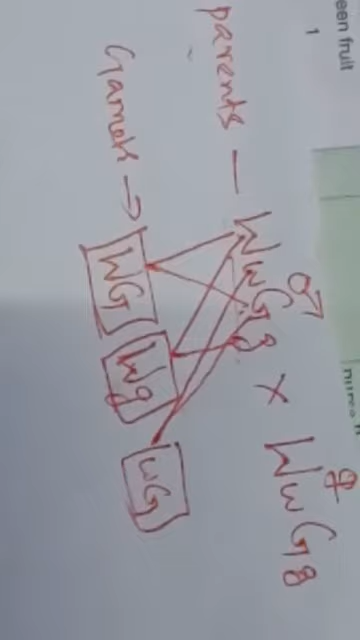 een fruit
1
parents — WwGg × WwGg
♂ ♀
Gamets → WG Wg wG